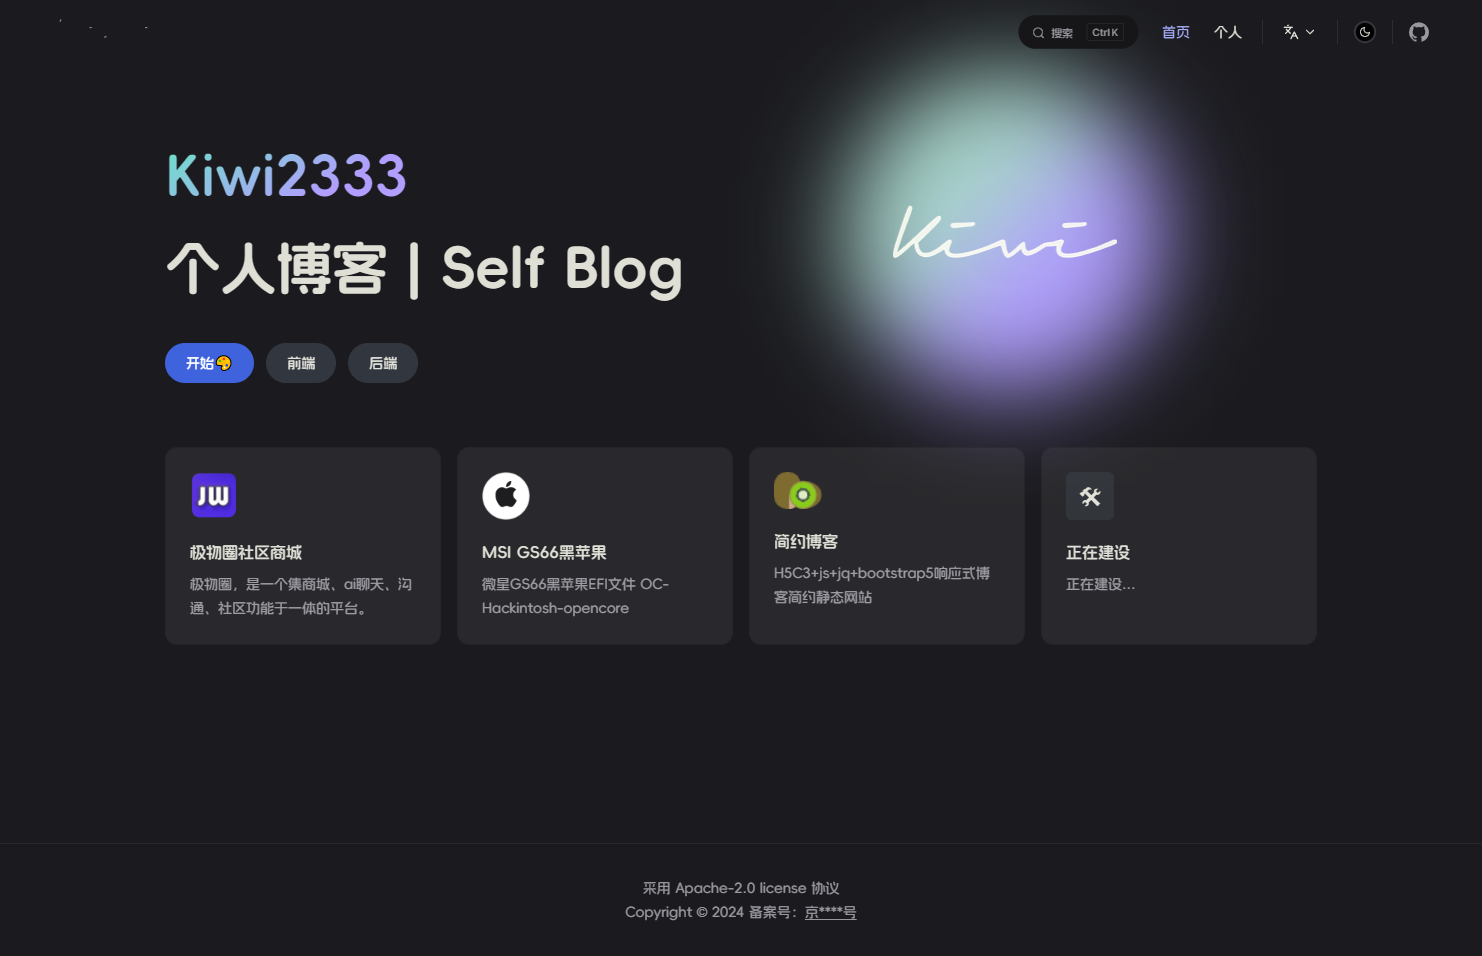 搜索 Ctrl K 首页 个人
Kiwi2333
个人博客 | Self Blog
Kiwi
开始 前端 后端
JW
极物圈社区商城
极物圈，是一个集商城、ai聊天、沟
通、社区功能于一体的平台。
MSI GS66黑苹果
微星GS66黑苹果EFI文件 OC-
Hackintosh-opencore
简约博客
H5C3+js+jq+bootstrap5响应式博
客简约静态网站
正在建设
正在建设...
采用 Apache-2.0 license 协议
Copyright © 2024 备案号：京****号